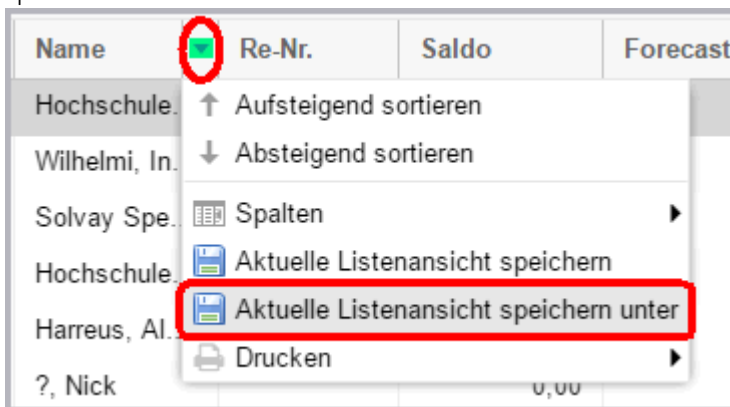 Name Re-Nr. Saldo Forecast
Hochschule. Aufsteigend sortieren
Wilhelmi, In. Absteigend sortieren
Solvay Spe.. Spalten
Hochschule. Aktuelle Listenansicht speichern
Aktuelle Listenansicht speichern unter
Harreus, Al..
Drucken
?, Nick 0,00